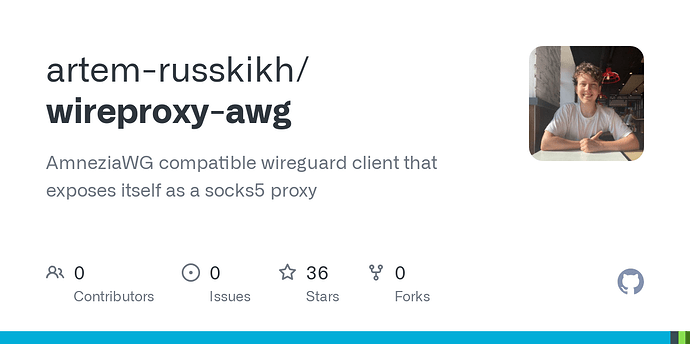 artem-russkikh/
wireproxy-awg
AmneziaWG compatible wireguard client that
exposes itself as a socks5 proxy
0
Contributors
0
Issues
36
Stars
0
Forks